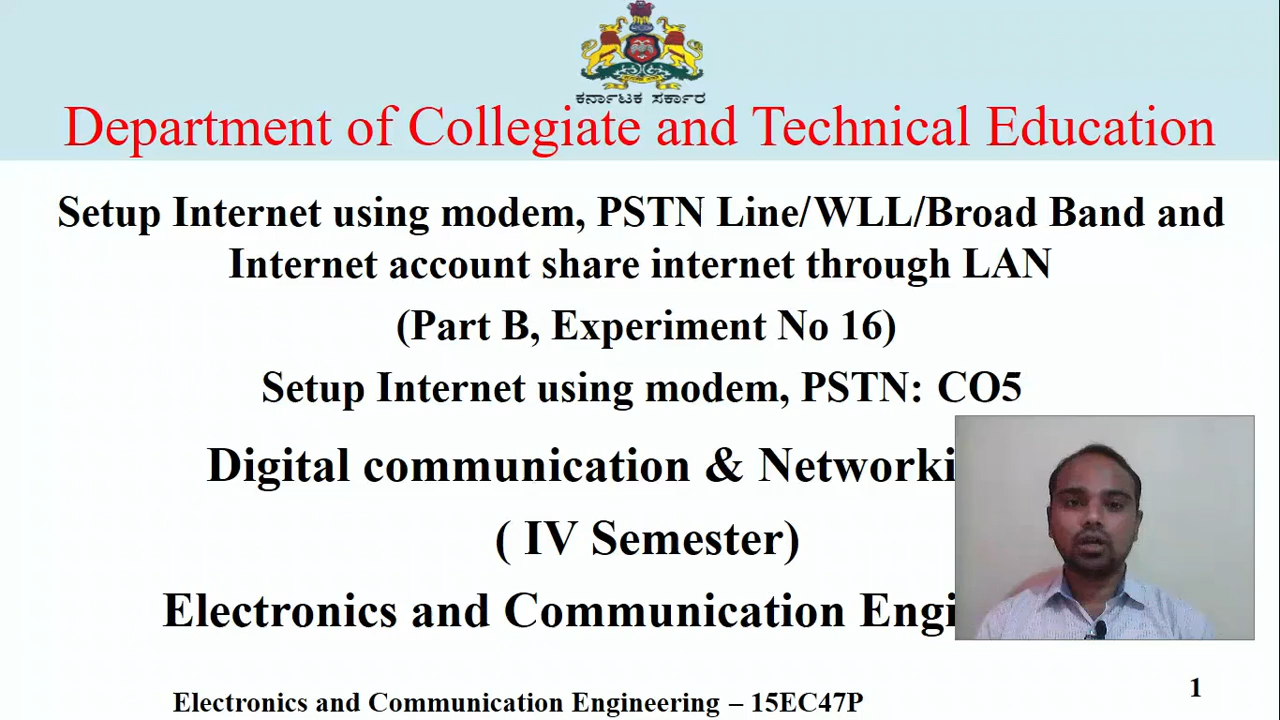 ಕರ್ನಾಟಕ ಸರ್ಕಾರ
Department of Collegiate and Technical Education
Setup Internet using modem, PSTN Line/WLL/Broad Band and
Internet account share internet through LAN
(Part B, Experiment No 16)
Setup Internet using modem, PSTN: CO5
Digital communication & Networki
( IV Semester)
Electronics and Communication Engi
Electronics and Communication Engineering – 15EC47P
1